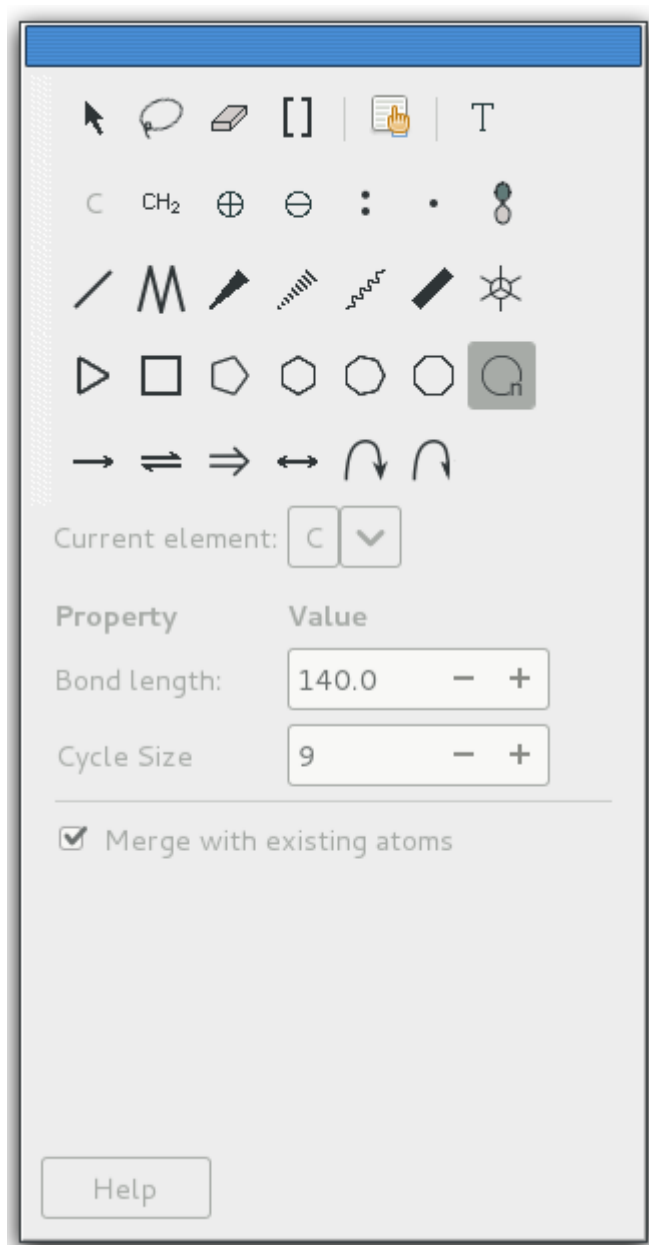 [] T
C CH₂ ⊕ ⊖ : ·
n
Current element: C
Property Value
Bond length: 140.0 − +
Cycle Size 9 − +
Merge with existing atoms
Help